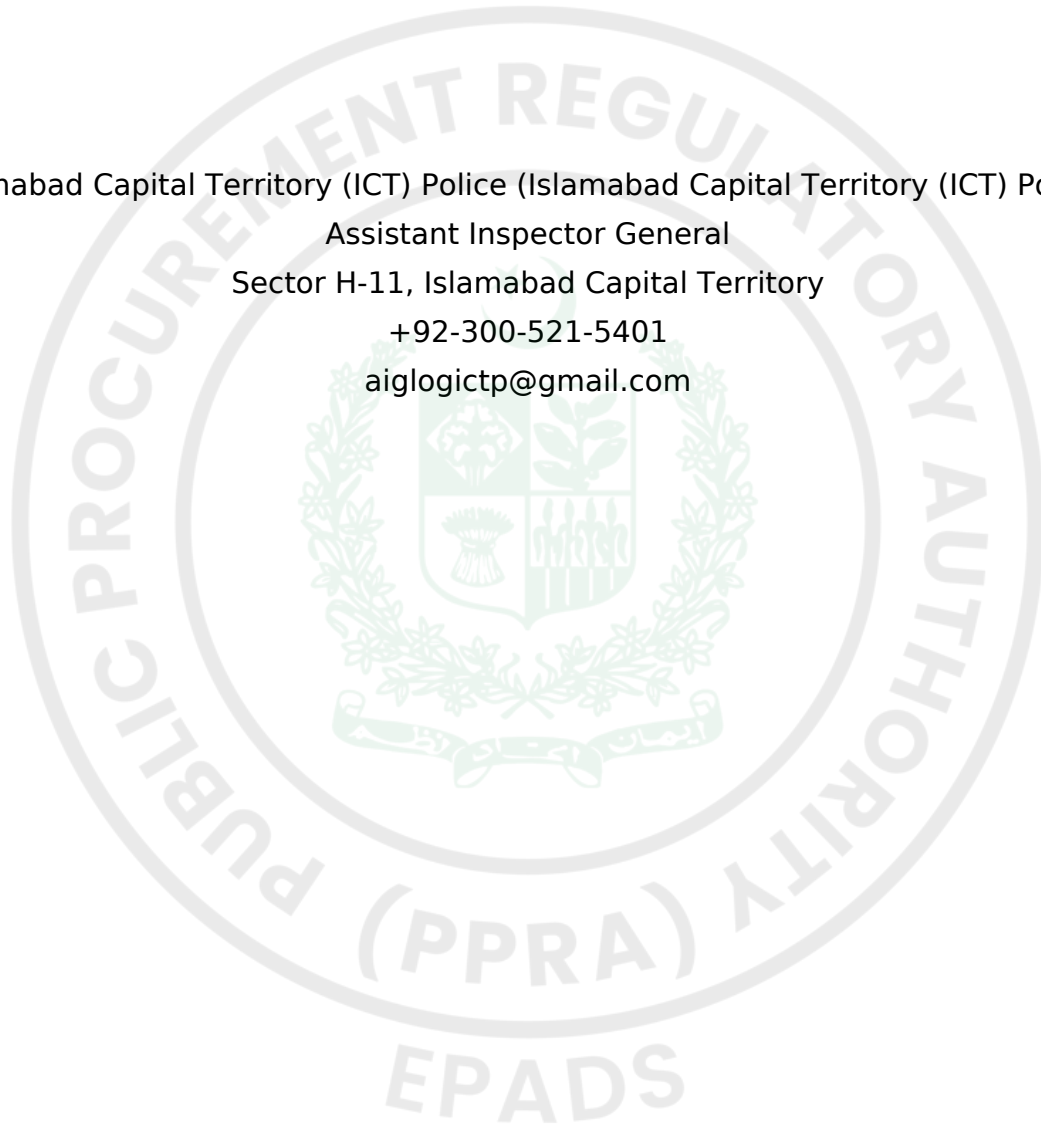 nabad Capital Territory (ICT) Police (Islamabad Capital Territory (ICT) Po
Assistant Inspector General
Sector H-11, Islamabad Capital Territory
+92-300-521-5401
aiglogictp@gmail.com
PUBLIC PROCUREMENT REGULATORY AUTHORITY
(PPRA)
EPADS